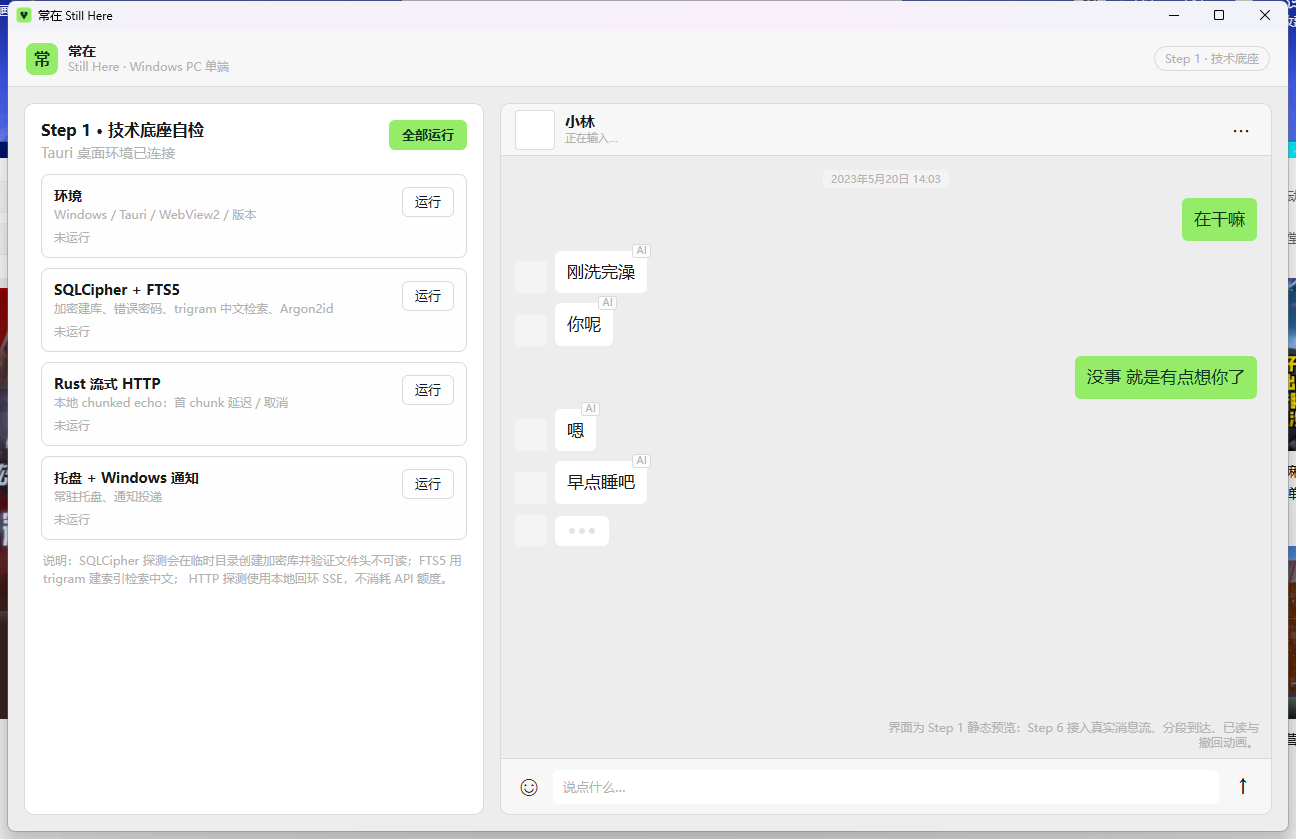 常在 Still Here
常
常在
Still Here · Windows PC 单端
Step 1 · 技术底座
Step 1 • 技术底座自检
Tauri 桌面环境已连接
全部运行
环境
Windows / Tauri / WebView2 / 版本
未运行
运行
SQLCipher + FTS5
加密建库、错误密码、trigram 中文检索、Argon2id
未运行
运行
Rust 流式 HTTP
本地 chunked echo：首 chunk 延迟 / 取消
未运行
运行
托盘 + Windows 通知
常驻托盘、通知投递
未运行
运行
说明：SQLCipher 探测会在临时目录创建加密库并验证文件头不可读；FTS5 用
trigram 建索引检索中文； HTTP 探测使用本地回环 SSE，不消耗 API 额度。
小林
正在输入...
2023年5月20日 14:03
在干嘛
AI
刚洗完澡
AI
你呢
没事 就是有点想你了
AI
嗯
AI
早点睡吧
界面为 Step 1 静态预览：Step 6 接入真实消息流、分段到达、已读与
撤回动画。
说点什么...